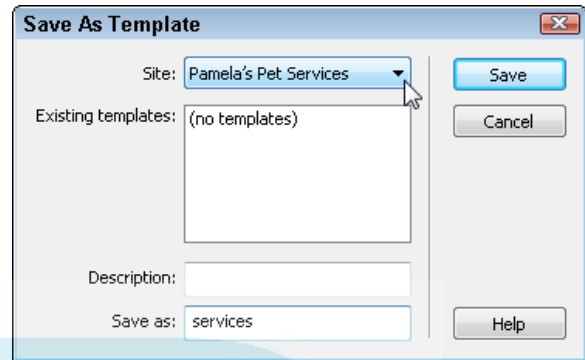 Save As Template
Site: Pamela's Pet Services
Save
Existing templates: (no templates)
Cancel
Description:
Save as: services
Help